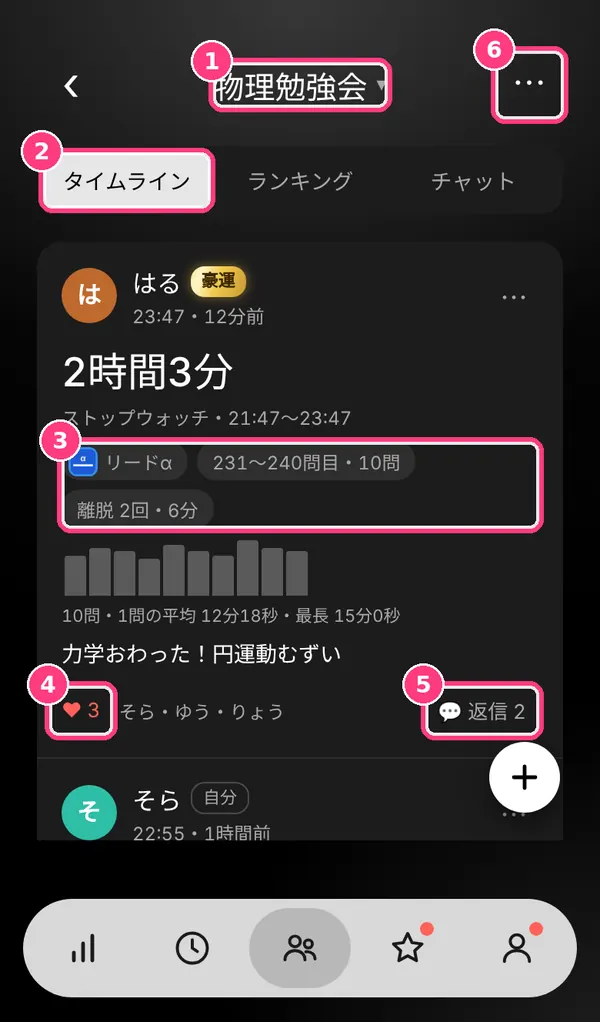 1
6
物理勉強会 ▼
2
タイムライン ランキング チャット
は はる 豪運
23:47・12分前
2時間3分
ストップウォッチ・21:47〜23:47
3
α リードα 231〜240問目・10問
離脱 2回・6分
10問・1問の平均 12分18秒・最長 15分0秒
力学おわった！円運動むずい
4
5
3 そら・ゆう・りょう 返信 2
そ そら 自分
22:55・1時間前